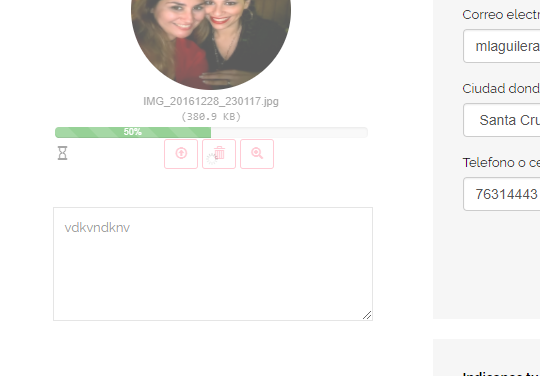 IMG_20161228_230117.jpg
(380.9 KB)
50%
vdkvndknv
Correo electr
mlaguilera
Ciudad dond
Santa Cru
Telefono o ce
76314443